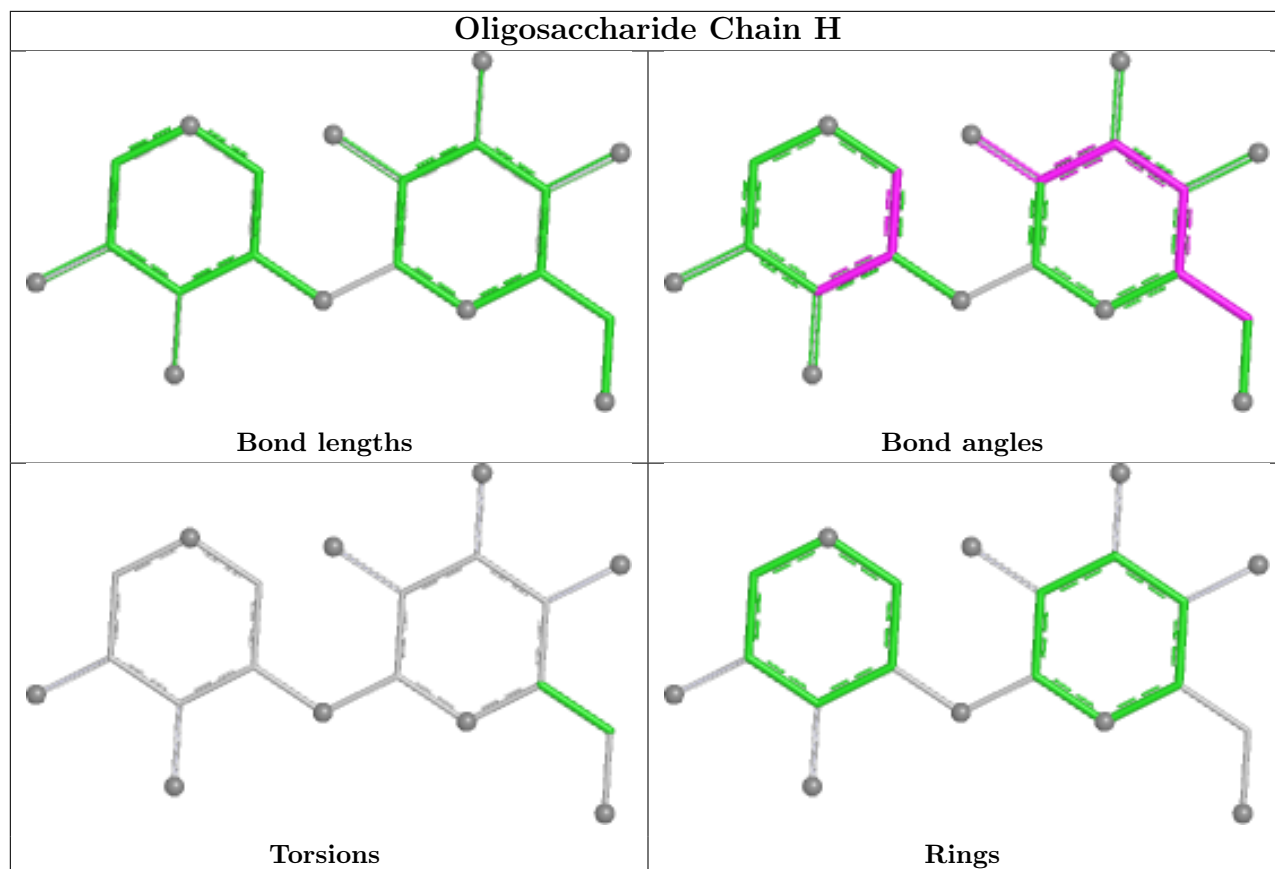 Oligosaccharide Chain H
Bond lengths
Bond angles
Torsions
Rings